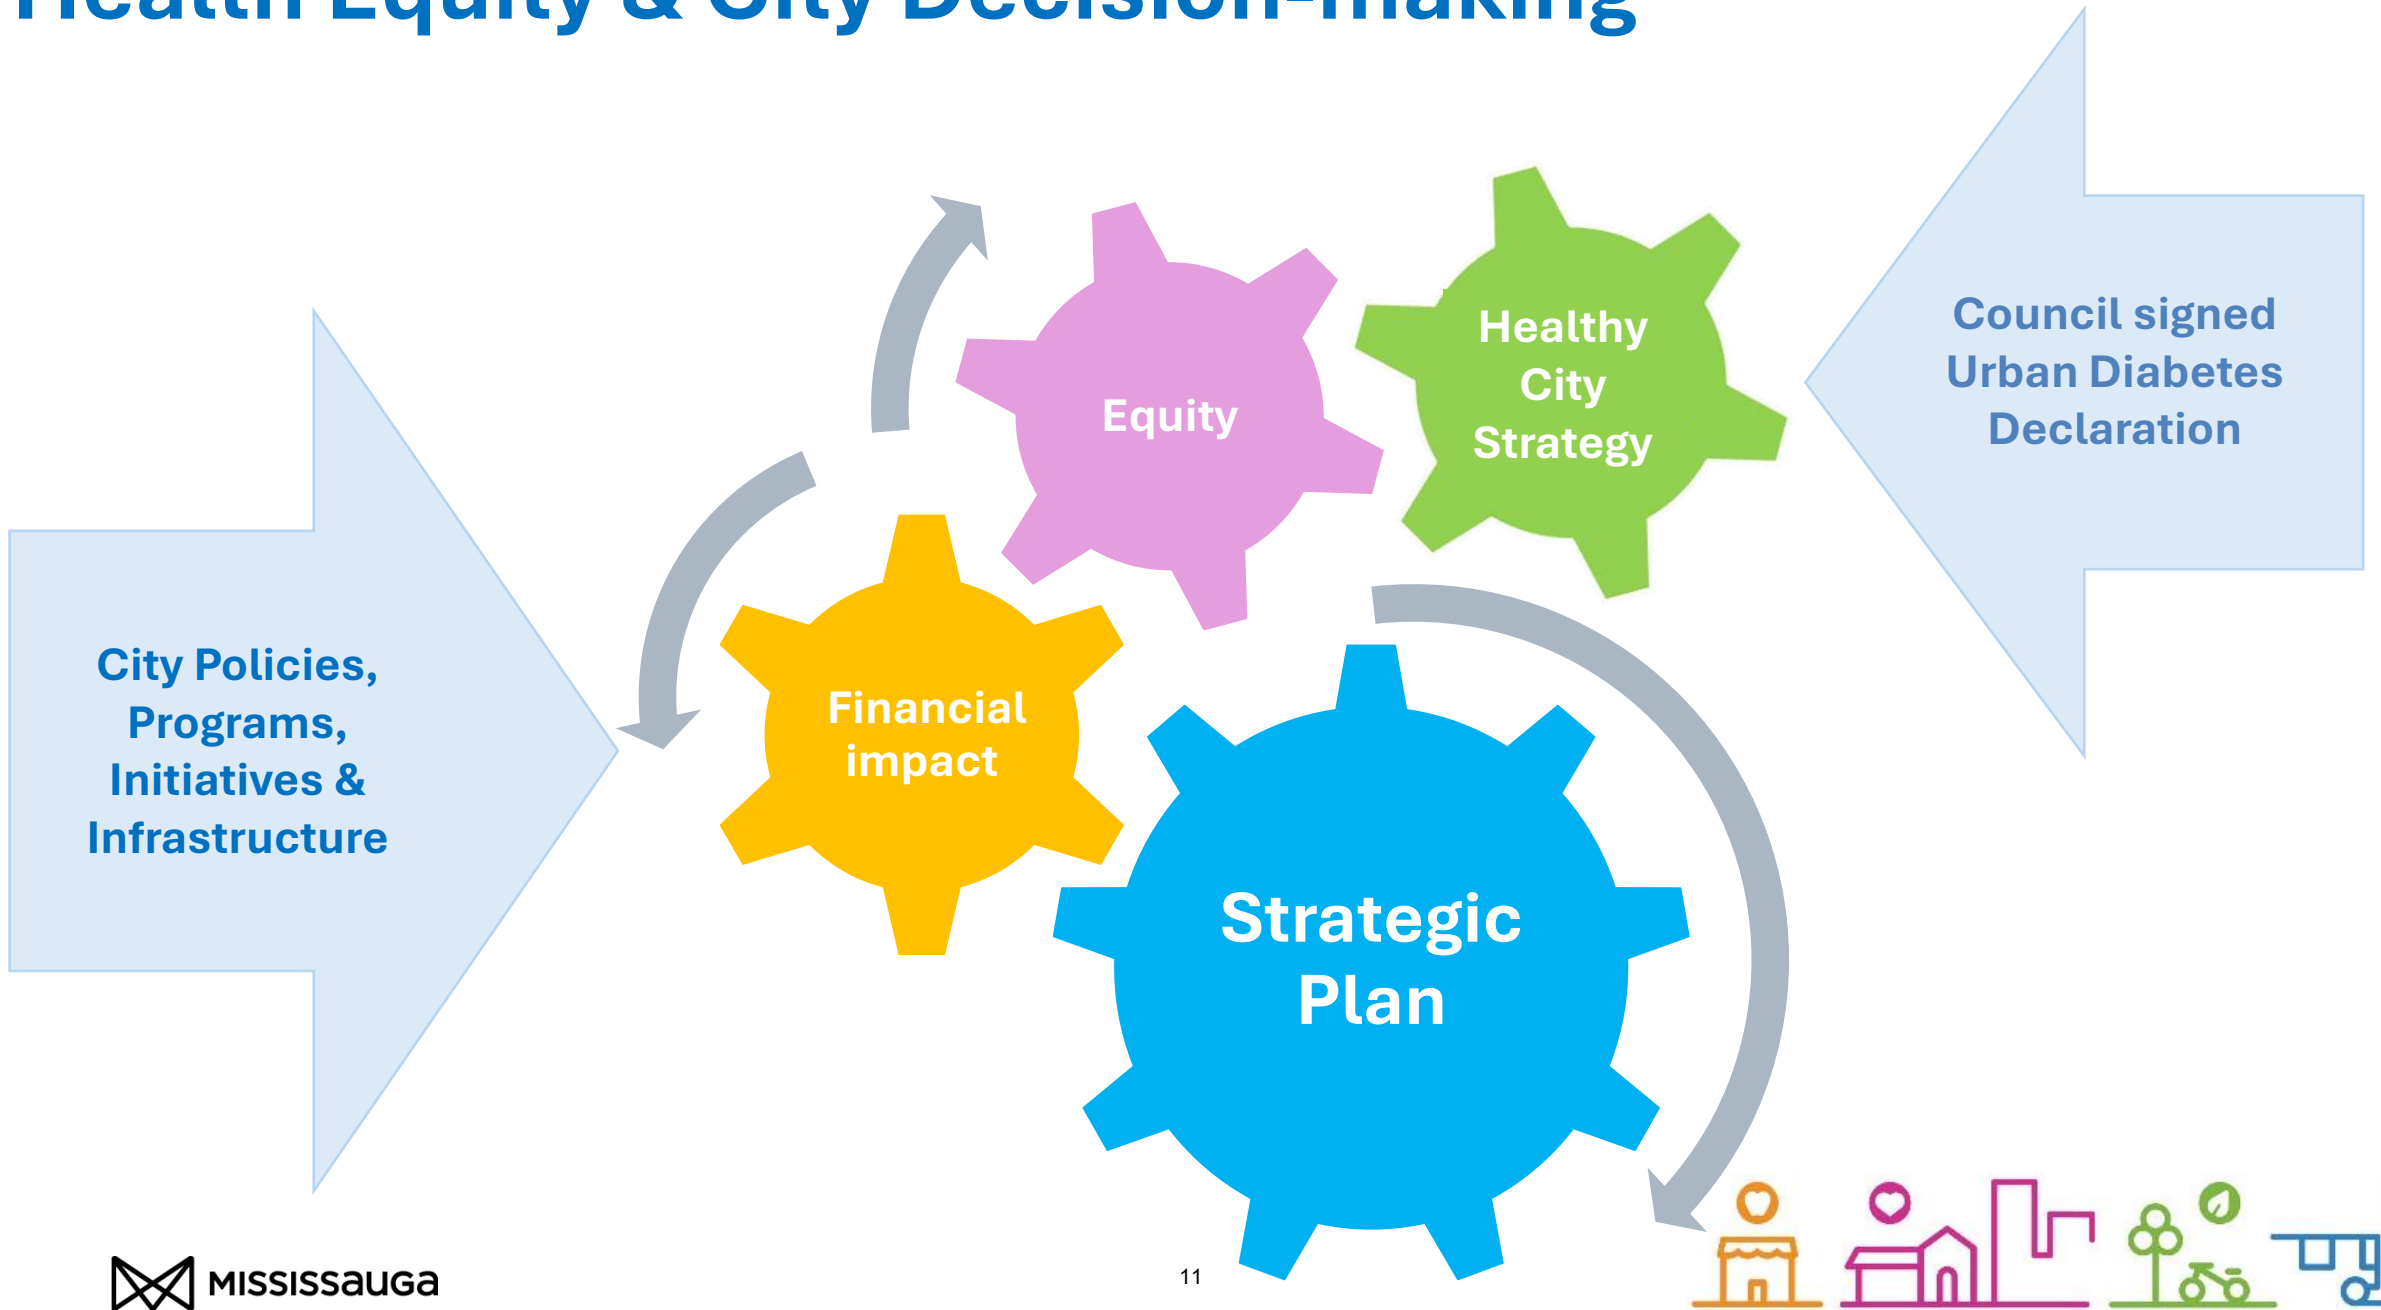 Health Equity & City Decision-making
Council signed
Urban Diabetes
Declaration
Healthy
City
Strategy
Equity
City Policies,
Programs,
Initiatives &
Infrastructure
Financial
impact
Strategic
Plan
MISSISSauGa
11